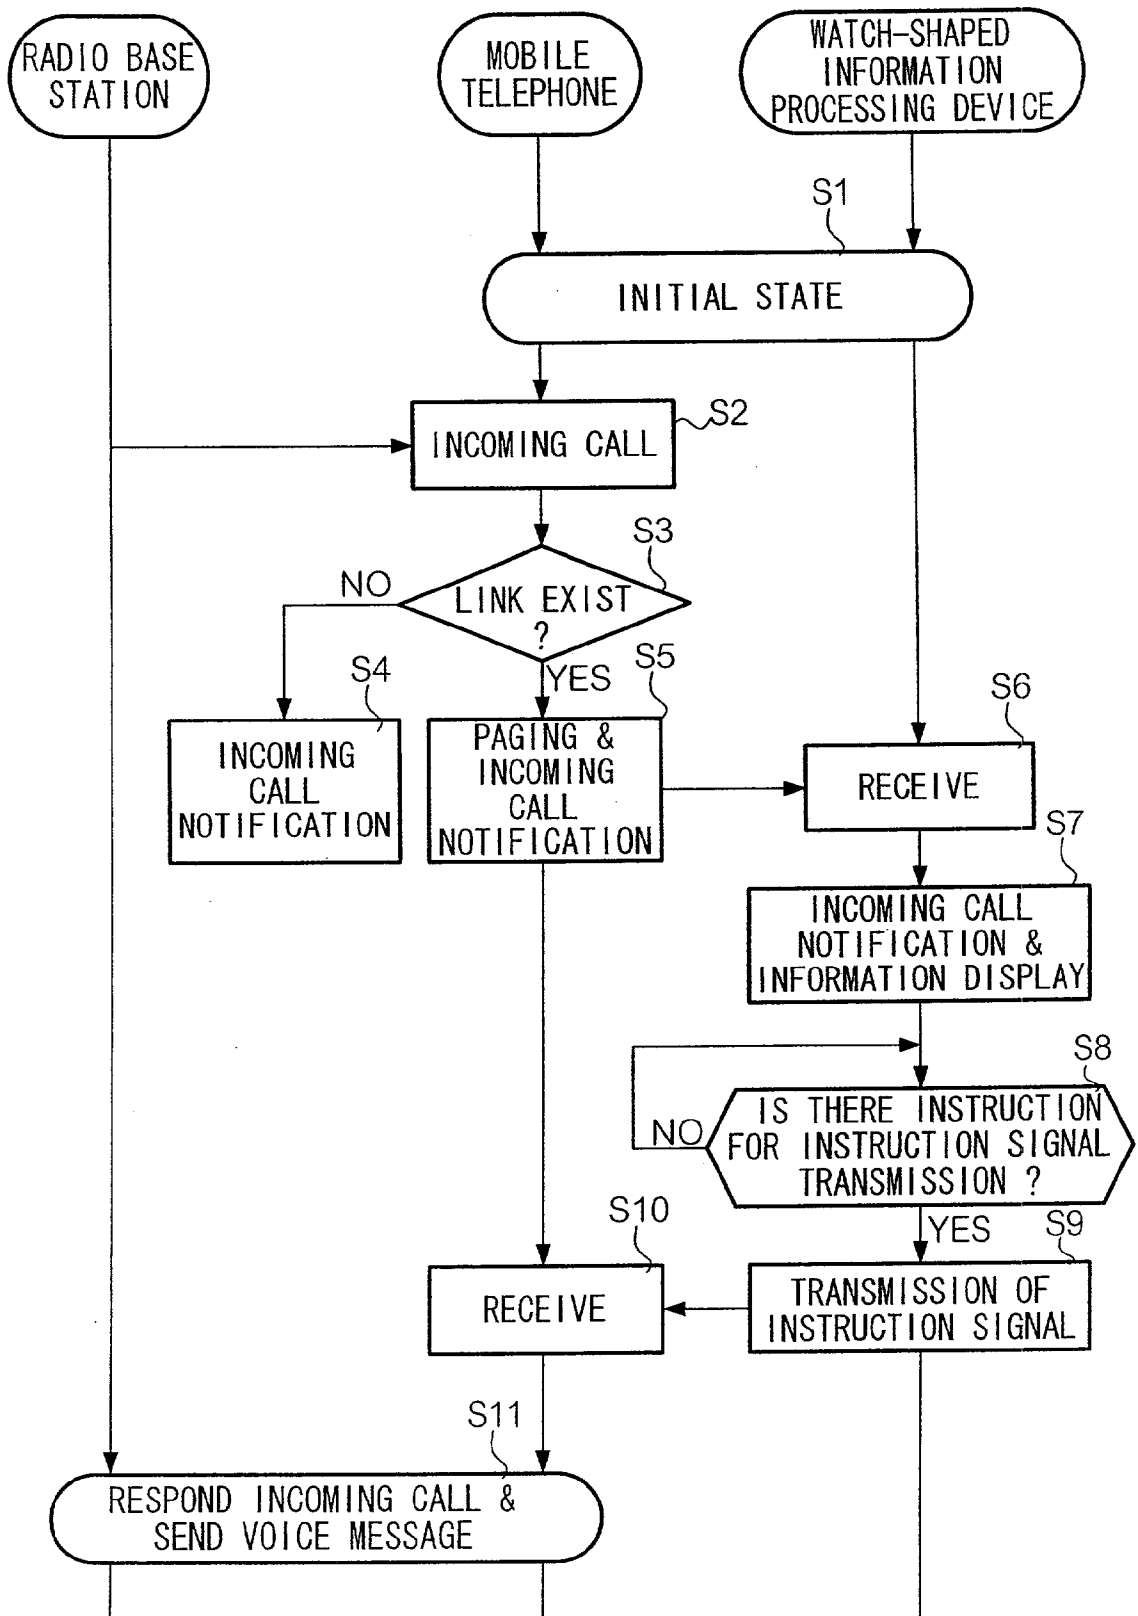 RADIO BASE
STATION
MOBILE
TELEPHONE
WATCH-SHAPED
INFORMATION
PROCESSING DEVICE
S1
INITIAL STATE
S2
INCOMING CALL
S3
NO
LINK EXIST
?
YES
S4
INCOMING
CALL
NOTIFICATION
S5
PAGING &
INCOMING
CALL
NOTIFICATION
S6
RECEIVE
S7
INCOMING CALL
NOTIFICATION &
INFORMATION DISPLAY
S8
IS THERE INSTRUCTION
FOR INSTRUCTION SIGNAL
TRANSMISSION ?
NO
YES
S9
TRANSMISSION OF
INSTRUCTION SIGNAL
S10
RECEIVE
S11
RESPOND INCOMING CALL &
SEND VOICE MESSAGE